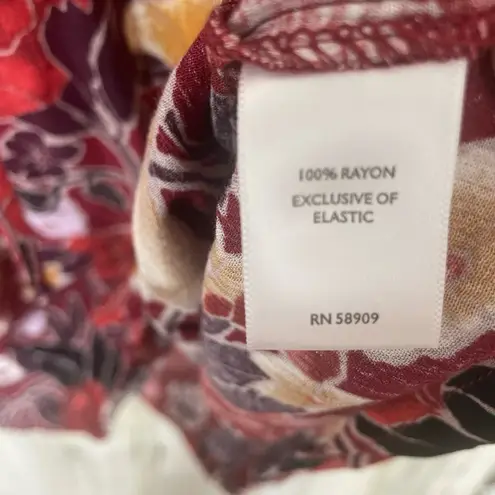 100% RAYON
EXCLUSIVE OF
ELASTIC
RN 58909